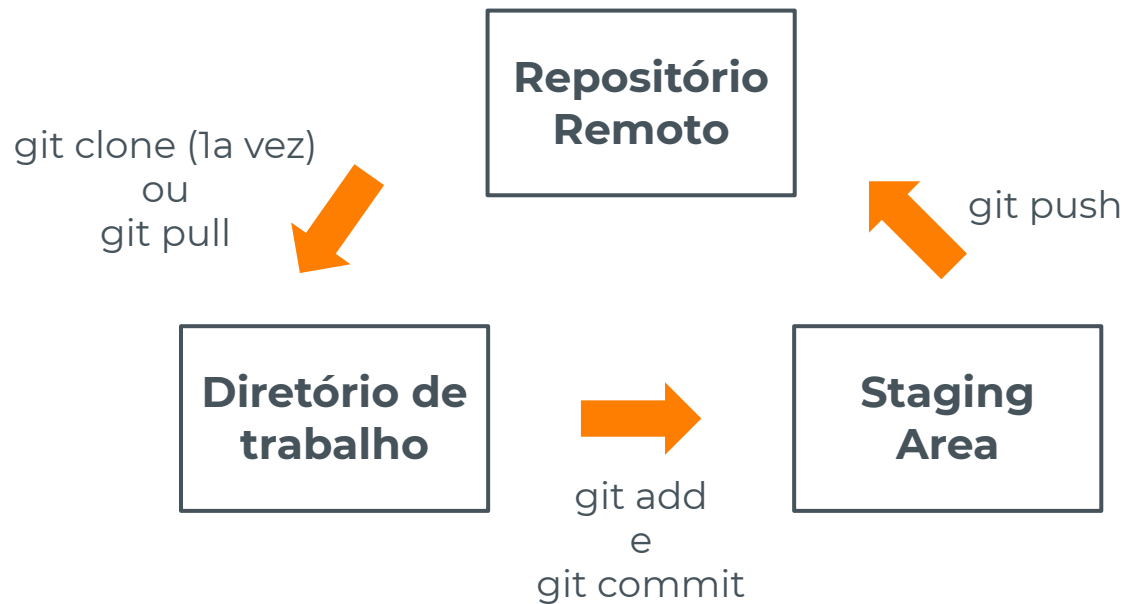 Repositório
Remoto
git clone (1a vez)
ou
git pull
git push
Diretório de
trabalho
Staging
Area
git add
e
git commit